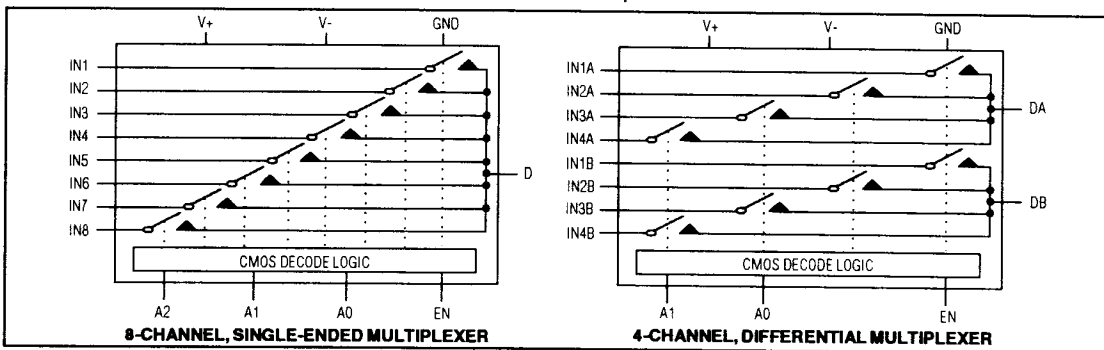 V+ V- GND
IN1
IN2
IN3
IN4
IN5
IN6
IN7
IN8
D
CMOS DECODE LOGIC
A2 A1 A0 EN
8-CHANNEL, SINGLE-ENDED MULTIPLEXER
V+ V- GND
IN1A
IN2A
IN3A
IN4A
IN1B
IN2B
IN3B
IN4B
DA
DB
CMOS DECODE LOGIC
A1 A0 EN
4-CHANNEL, DIFFERENTIAL MULTIPLEXER